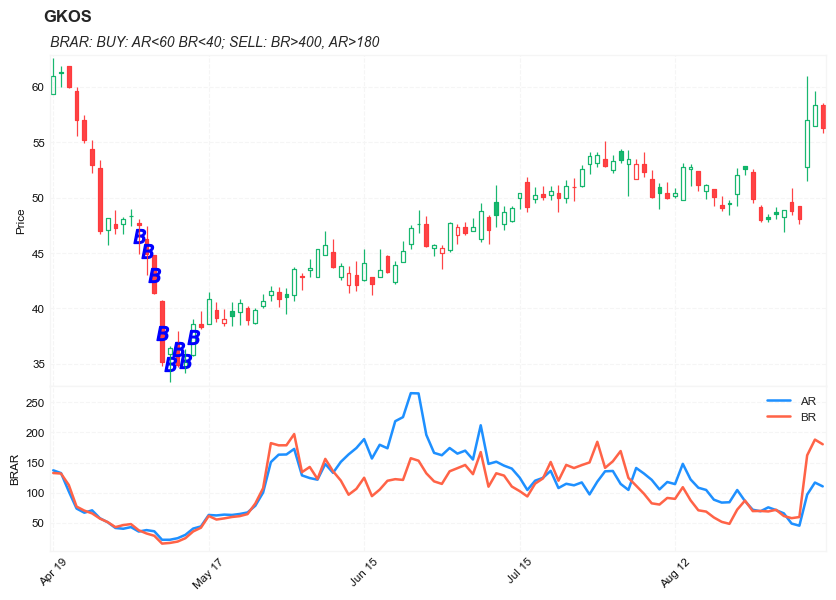 GKOS
BRAR: BUY: AR<60 BR<40; SELL: BR>400, AR>180
Price
60
55
50
45
40
35
B
B
B
B
B
B
B
B
BRAR
250
200
150
100
50
AR
BR
Apr 19
May 17
Jun 15
Jul 15
Aug 12